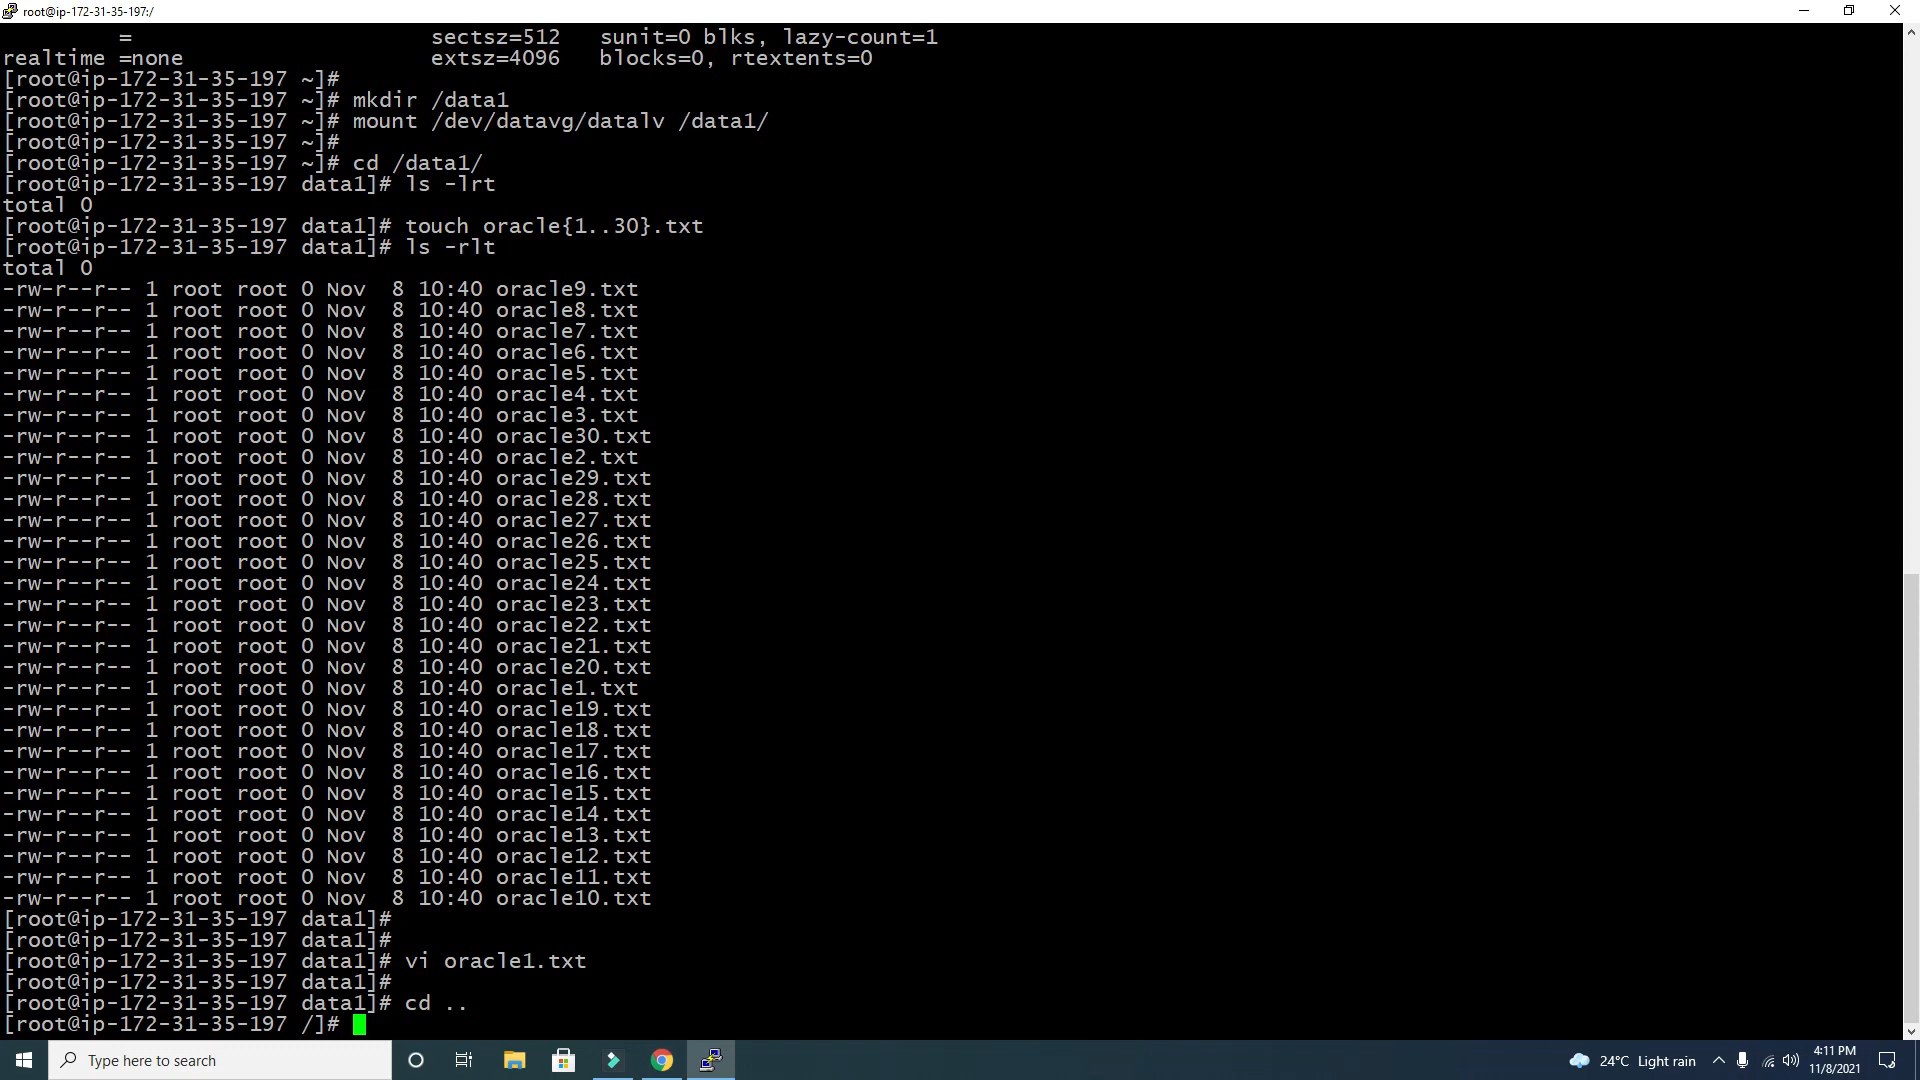 root@ip-172-31-35-197:/
= sectsz=512 sunit=0 blks, lazy-count=1
realtime =none extsz=4096 blocks=0, rtextents=0
[root@ip-172-31-35-197 ~]#
[root@ip-172-31-35-197 ~]# mkdir /data1
[root@ip-172-31-35-197 ~]# mount /dev/datavg/datalv /data1/
[root@ip-172-31-35-197 ~]#
[root@ip-172-31-35-197 ~]# cd /data1/
[root@ip-172-31-35-197 data1]# ls -lrt
total 0
[root@ip-172-31-35-197 data1]# touch oracle{1..30}.txt
[root@ip-172-31-35-197 data1]# ls -rlt
total 0
-rw-r--r-- 1 root root 0 Nov  8 10:40 oracle9.txt
-rw-r--r-- 1 root root 0 Nov  8 10:40 oracle8.txt
-rw-r--r-- 1 root root 0 Nov  8 10:40 oracle7.txt
-rw-r--r-- 1 root root 0 Nov  8 10:40 oracle6.txt
-rw-r--r-- 1 root root 0 Nov  8 10:40 oracle5.txt
-rw-r--r-- 1 root root 0 Nov  8 10:40 oracle4.txt
-rw-r--r-- 1 root root 0 Nov  8 10:40 oracle3.txt
-rw-r--r-- 1 root root 0 Nov  8 10:40 oracle30.txt
-rw-r--r-- 1 root root 0 Nov  8 10:40 oracle2.txt
-rw-r--r-- 1 root root 0 Nov  8 10:40 oracle29.txt
-rw-r--r-- 1 root root 0 Nov  8 10:40 oracle28.txt
-rw-r--r-- 1 root root 0 Nov  8 10:40 oracle27.txt
-rw-r--r-- 1 root root 0 Nov  8 10:40 oracle26.txt
-rw-r--r-- 1 root root 0 Nov  8 10:40 oracle25.txt
-rw-r--r-- 1 root root 0 Nov  8 10:40 oracle24.txt
-rw-r--r-- 1 root root 0 Nov  8 10:40 oracle23.txt
-rw-r--r-- 1 root root 0 Nov  8 10:40 oracle22.txt
-rw-r--r-- 1 root root 0 Nov  8 10:40 oracle21.txt
-rw-r--r-- 1 root root 0 Nov  8 10:40 oracle20.txt
-rw-r--r-- 1 root root 0 Nov  8 10:40 oracle1.txt
-rw-r--r-- 1 root root 0 Nov  8 10:40 oracle19.txt
-rw-r--r-- 1 root root 0 Nov  8 10:40 oracle18.txt
-rw-r--r-- 1 root root 0 Nov  8 10:40 oracle17.txt
-rw-r--r-- 1 root root 0 Nov  8 10:40 oracle16.txt
-rw-r--r-- 1 root root 0 Nov  8 10:40 oracle15.txt
-rw-r--r-- 1 root root 0 Nov  8 10:40 oracle14.txt
-rw-r--r-- 1 root root 0 Nov  8 10:40 oracle13.txt
-rw-r--r-- 1 root root 0 Nov  8 10:40 oracle12.txt
-rw-r--r-- 1 root root 0 Nov  8 10:40 oracle11.txt
-rw-r--r-- 1 root root 0 Nov  8 10:40 oracle10.txt
[root@ip-172-31-35-197 data1]#
[root@ip-172-31-35-197 data1]#
[root@ip-172-31-35-197 data1]# vi oracle1.txt
[root@ip-172-31-35-197 data1]#
[root@ip-172-31-35-197 data1]# cd ..
[root@ip-172-31-35-197 /]#
Type here to search
24°C Light rain
4:11 PM
11/8/2021